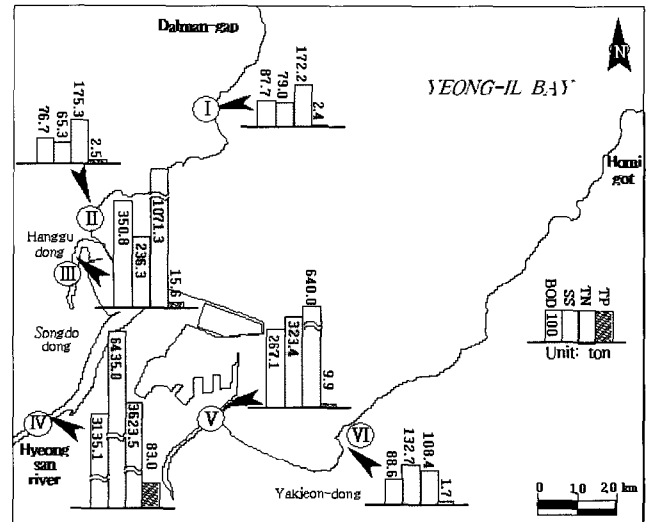 Dalman-gap
N
YEONG-IL BAY
Homi
got
I
87.7
79.0
172.2
2.4
76.7
65.3
175.3
2.5
II
Hanggu
dong
III
350.8
236.3
1071.3
15.6
Songdo
dong
IV
Hyeong
san
river
3135.1
6435.0
3623.5
83.0
V
267.1
323.4
640.0
9.9
VI
Yakjeon-dong
88.6
132.7
108.4
1.7
BOD
SS
TN
TP
100
Unit: ton
0 1.0 2.0 km